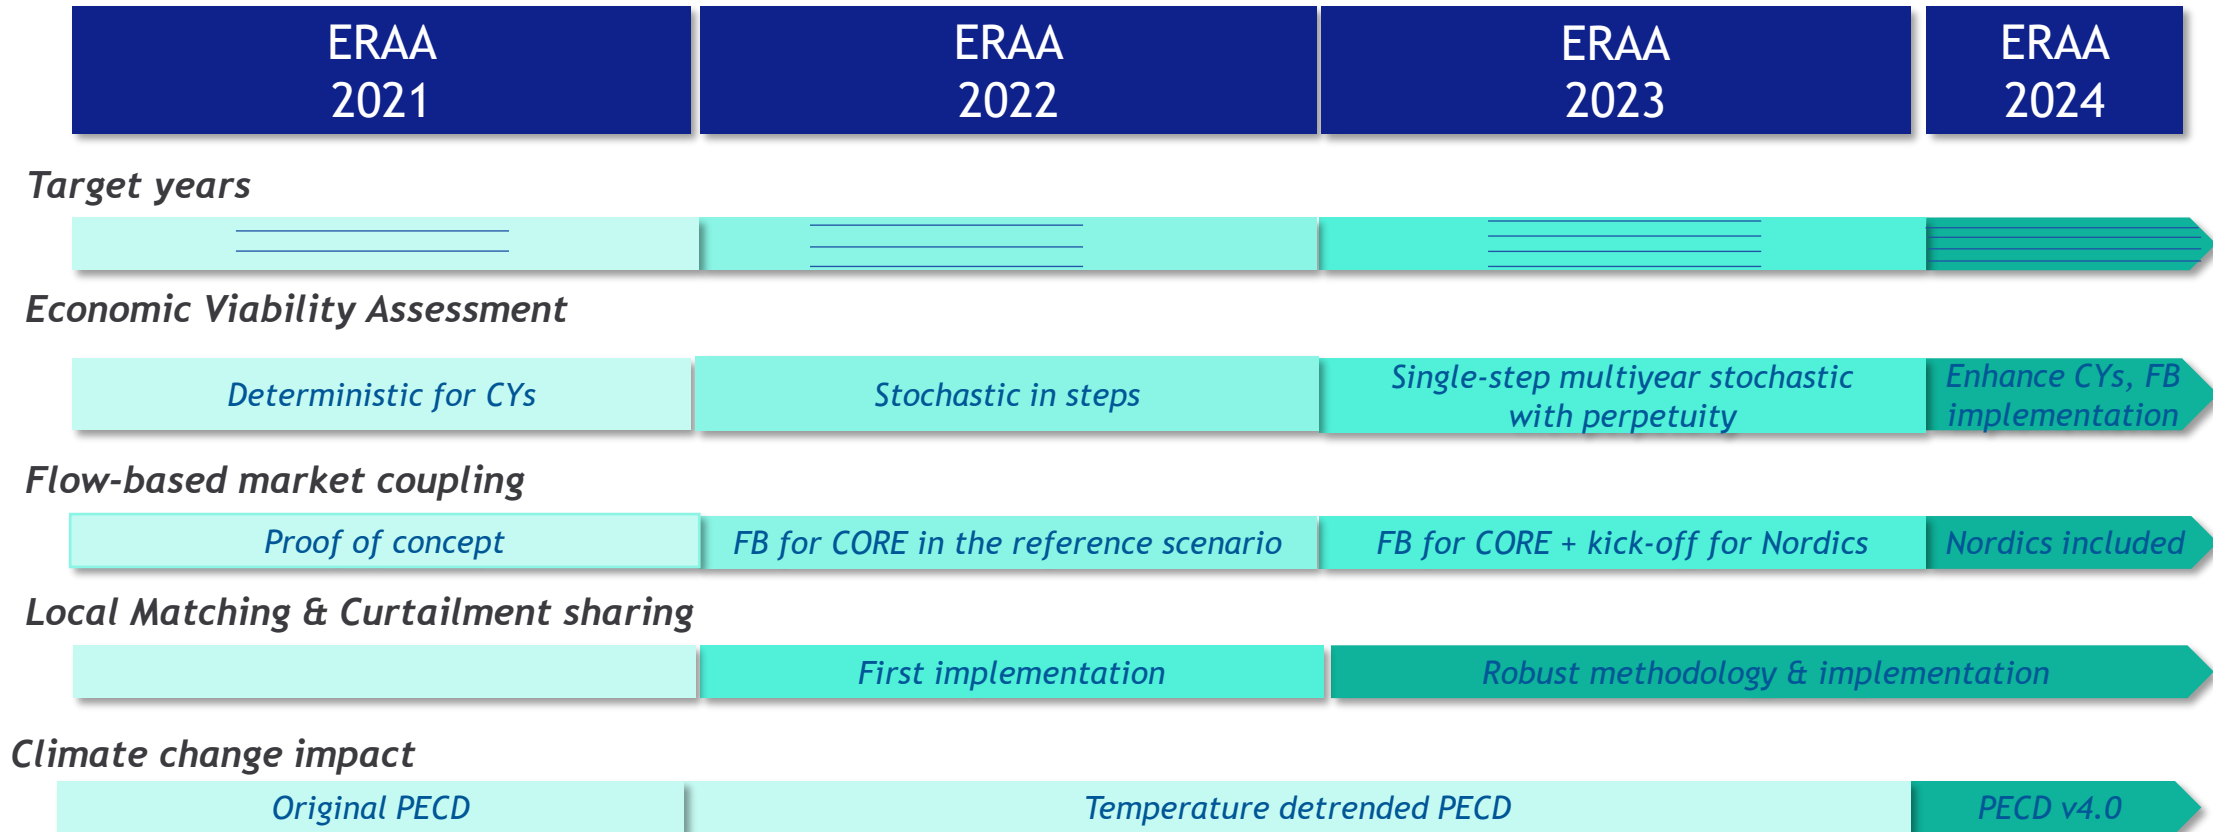 ERAA
2021
ERAA
2022
ERAA
2023
ERAA
2024
Target years
Economic Viability Assessment
Deterministic for CYs
Stochastic in steps
Single-step multiyear stochastic
with perpetuity
Enhance CYs, FB
implementation
Flow-based market coupling
Proof of concept
FB for CORE in the reference scenario
FB for CORE + kick-off for Nordics
Nordics included
Local Matching & Curtailment sharing
First implementation
Robust methodology & implementation
Climate change impact
Original PECD
Temperature detrended PECD
PECD v4.0